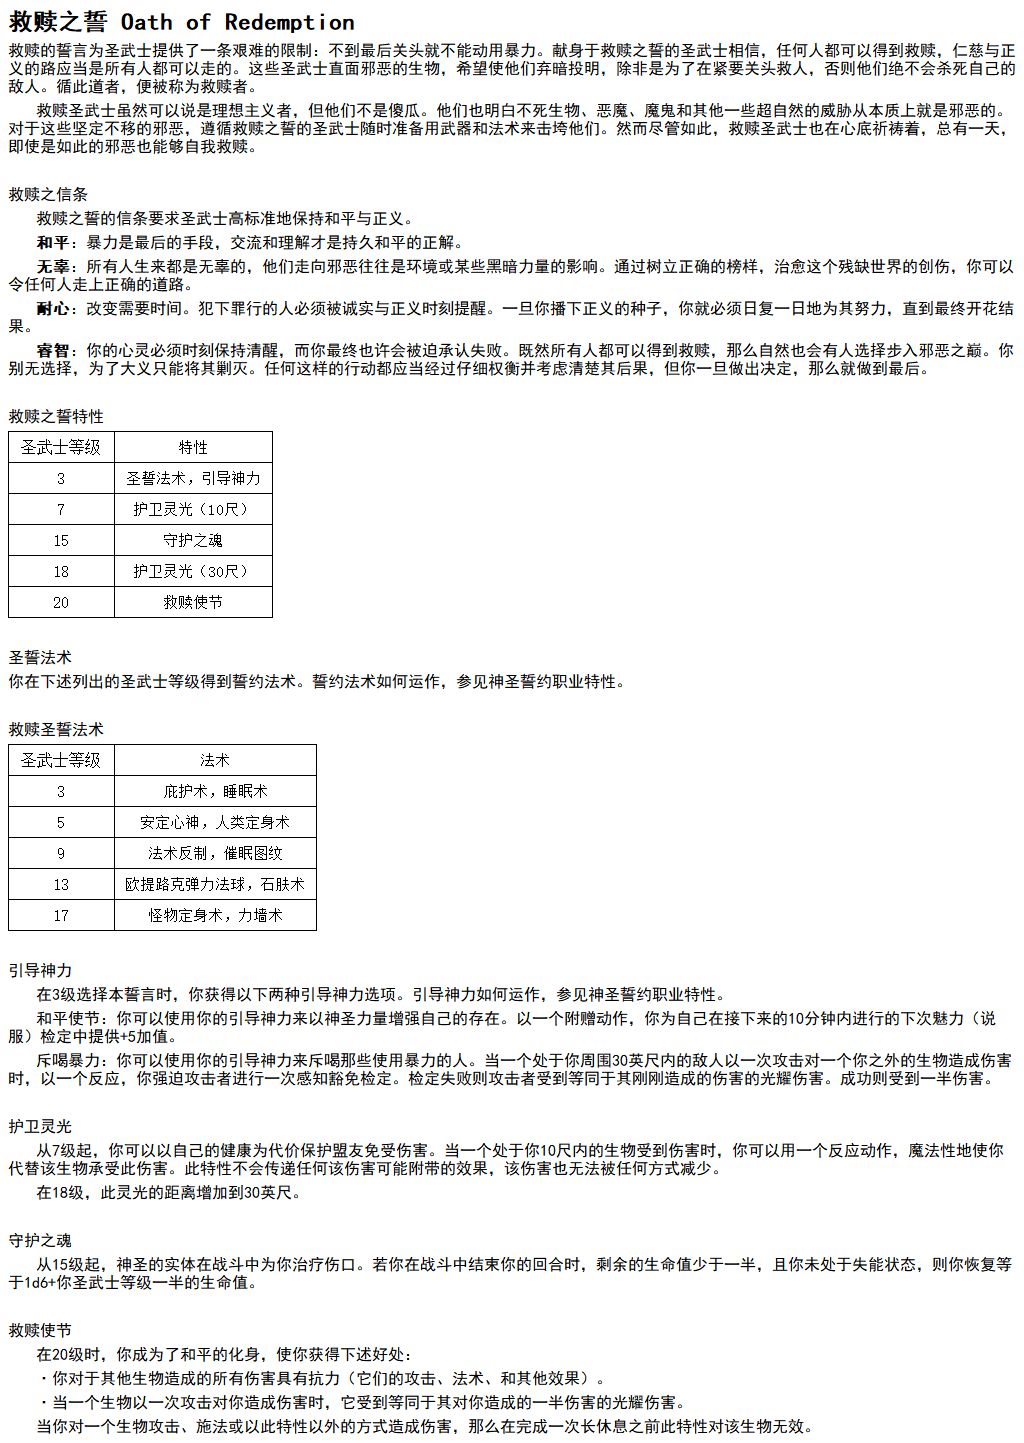 救赎之誓 Oath of Redemption
救赎的誓言为圣武士提供了一条艰难的限制：不到最后关头就不能动用暴力。献身于救赎之誓的圣武士相信，任何人都可以得到救赎，仁慈与正
义的路应当是所有人都可以走的。这些圣武士直面邪恶的生物，希望使他们弃暗投明，除非是为了在紧要关头救人，否则他们绝不会杀死自己的
敌人。循此道者，便被称为救赎者。
救赎圣武士虽然可以说是理想主义者，但他们不是傻瓜。他们也明白不死生物、恶魔、魔鬼和其他一些超自然的威胁从本质上就是邪恶的。
对于这些坚定不移的邪恶，遵循救赎之誓的圣武士随时准备用武器和法术来击垮他们。然而尽管如此，救赎圣武士也在心底祈祷着，总有一天，
即使是如此的邪恶也能够自我救赎。
救赎之信条
救赎之誓的信条要求圣武士高标准地保持和平与正义。
和平：暴力是最后的手段，交流和理解才是持久和平的正解。
无辜：所有人生来都是无辜的，他们走向邪恶往往是环境或某些黑暗力量的影响。通过树立正确的榜样，治愈这个残缺世界的创伤，你可以
令任何人走上正确的道路。
耐心：改变需要时间。犯下罪行的人必须被诚实与正义时刻提醒。一旦你播下正义的种子，你就必须日复一日地为其努力，直到最终开花结
果。
睿智：你的心灵必须时刻保持清醒，而你最终也许会被迫承认失败。既然所有人都可以得到救赎，那么自然也会有人选择步入邪恶之巅。你
别无选择，为了大义只能将其剿灭。任何这样的行动都应当经过仔细权衡并考虑清楚其后果，但你一旦做出决定，那么就做到最后。
救赎之誓特性
圣武士等级 特性
3 圣誓法术，引导神力
7 护卫灵光（10尺）
15 守护之魂
18 护卫灵光（30尺）
20 救赎使节
圣誓法术
你在下述列出的圣武士等级得到誓约法术。誓约法术如何运作，参见神圣誓约职业特性。
救赎圣誓法术
圣武士等级 法术
3 庇护术，睡眠术
5 安定心神，人类定身术
9 法术反制，催眠图纹
13 欧提路克弹力法球，石肤术
17 怪物定身术，力墙术
引导神力
在3级选择本誓言时，你获得以下两种引导神力选项。引导神力如何运作，参见神圣誓约职业特性。
和平使节：你可以使用你的引导神力来以神圣力量增强自己的存在。以一个附赠动作，你为自己在接下来的10分钟内进行的下次魅力（说
服）检定中提供+5加值。
斥喝暴力：你可以使用你的引导神力来斥喝那些使用暴力的人。当一个处于你周围30英尺内的敌人以一次攻击对一个你之外的生物造成伤害
时，以一个反应，你强迫攻击者进行一次感知豁免检定。检定失败则攻击者受到等同于其刚刚造成的伤害的光耀伤害。成功则受到一半伤害。
护卫灵光
从7级起，你可以以自己的健康为代价保护盟友免受伤害。当一个处于你10尺内的生物受到伤害时，你可以用一个反应动作，魔法性地使你
代替该生物承受此伤害。此特性不会传递任何该伤害可能附带的效果，该伤害也无法被任何方式减少。
在18级，此灵光的距离增加到30英尺。
守护之魂
从15级起，神圣的实体在战斗中为你治疗伤口。若你在战斗中结束你的回合时，剩余的生命值少于一半，且你未处于失能状态，则你恢复等
于1d6+你圣武士等级一半的生命值。
救赎使节
在20级时，你成为了和平的化身，使你获得下述好处：
·你对于其他生物造成的所有伤害具有抗力（它们的攻击、法术、和其他效果）。
·当一个生物以一次攻击对你造成伤害时，它受到等同于其对你造成的一半伤害的光耀伤害。
当你对一个生物攻击、施法或以此特性以外的方式造成伤害，那么在完成一次长休息之前此特性对该生物无效。